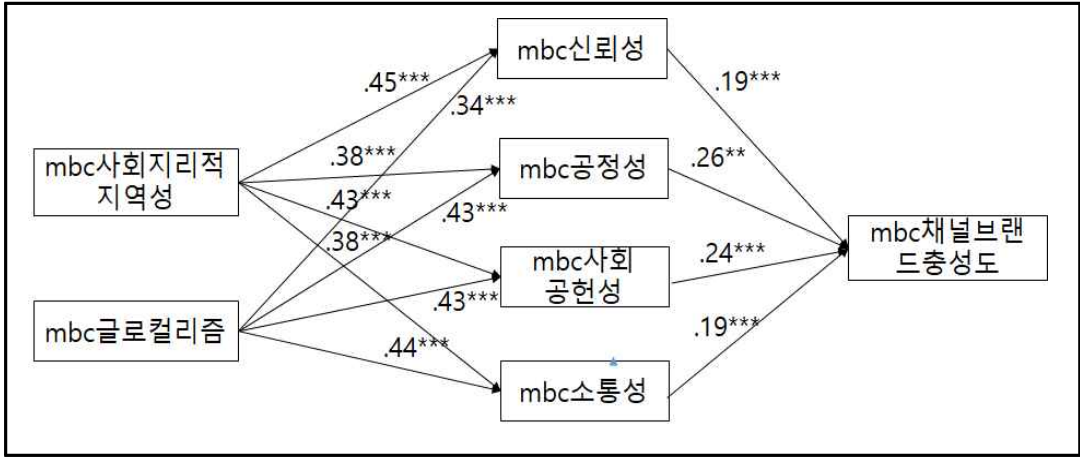 mbc신뢰성
.45***
.19***
.34***
mbc사회지리적
지역성
.38***
mbc공정성
.26**
.43***
.43***
.38***
mbc채널브랜
드충성도
mbc사회
공헌성
.24***
.43***
mbc글로컬리즘
.19***
.44***
mbc소통성